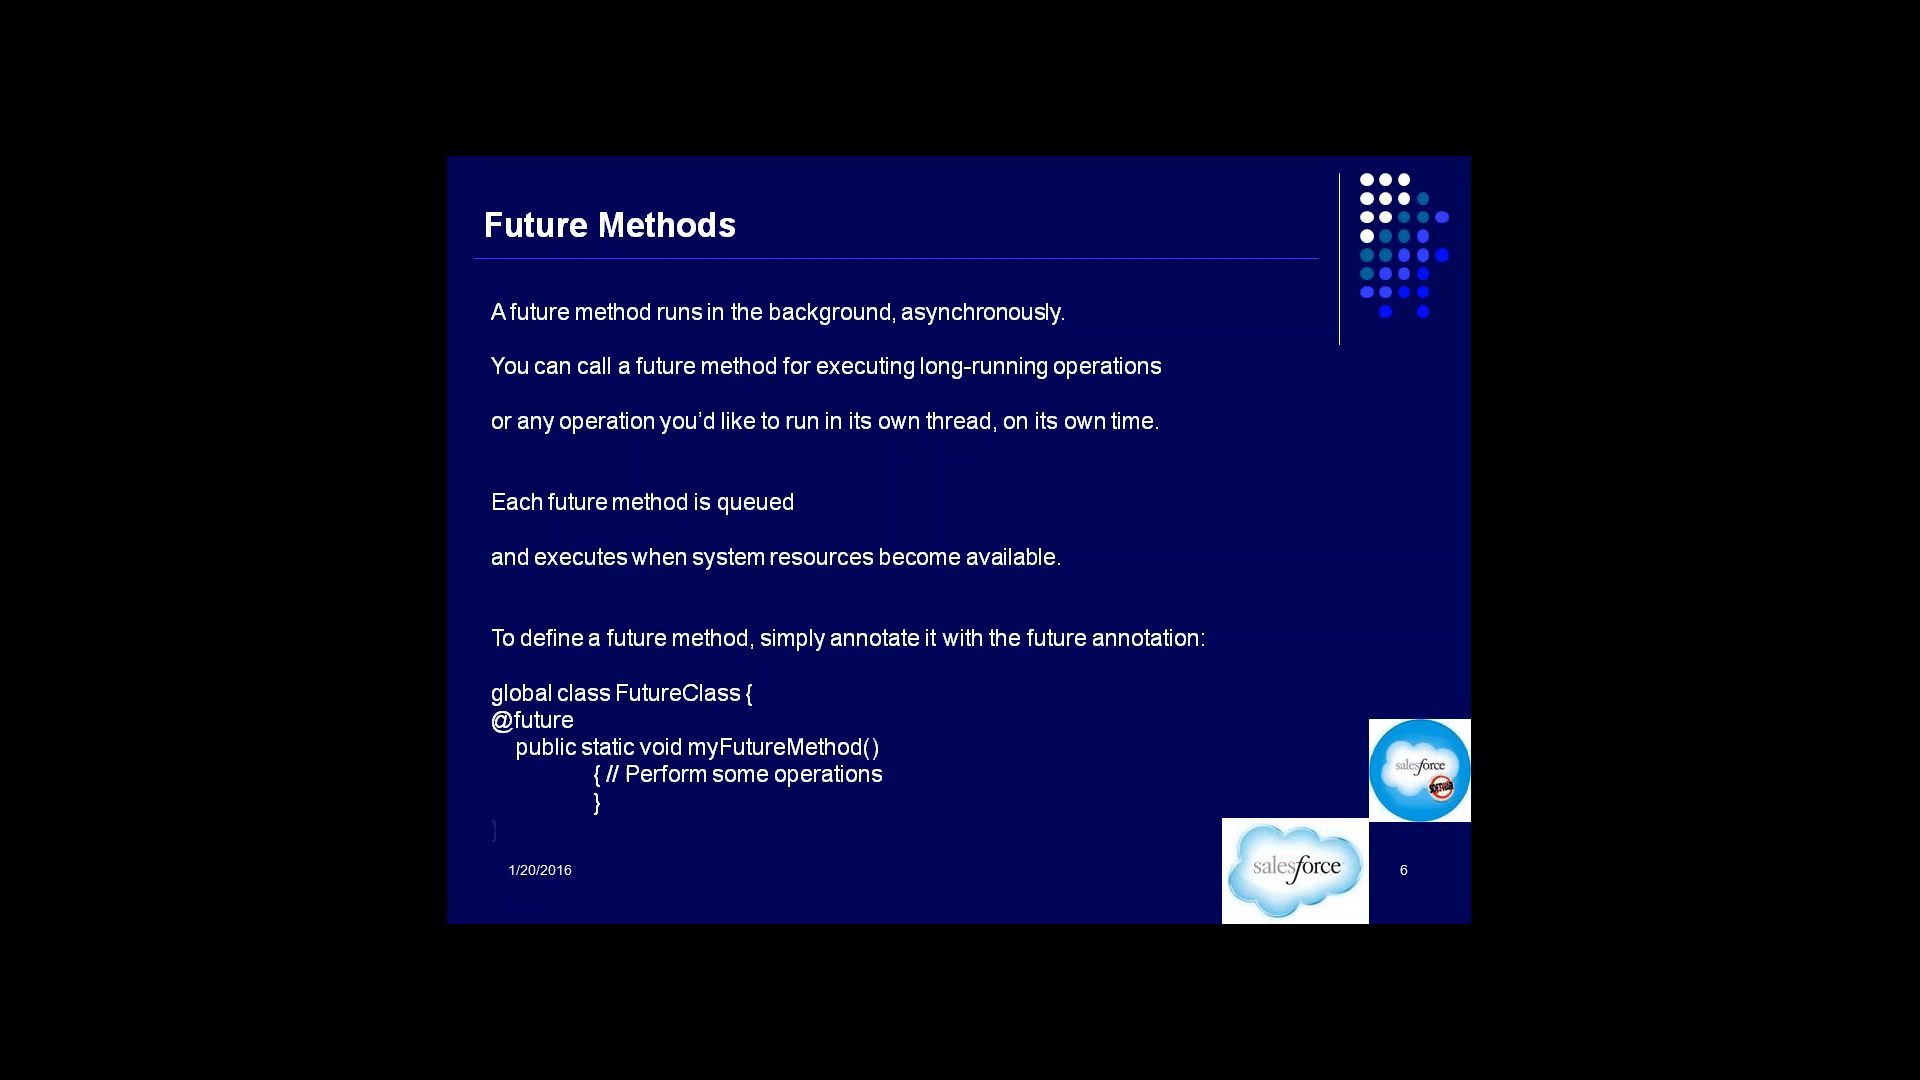 Future Methods
A future method runs in the background, asynchronously.
You can call a future method for executing long-running operations
or any operation you’d like to run in its own thread, on its own time.
Each future method is queued
and executes when system resources become available.
To define a future method, simply annotate it with the future annotation:
global class FutureClass {
@future
public static void myFutureMethod()
{ // Perform some operations
}
}
salesforce
SOFTWARE
salesforce
1/20/2016
6